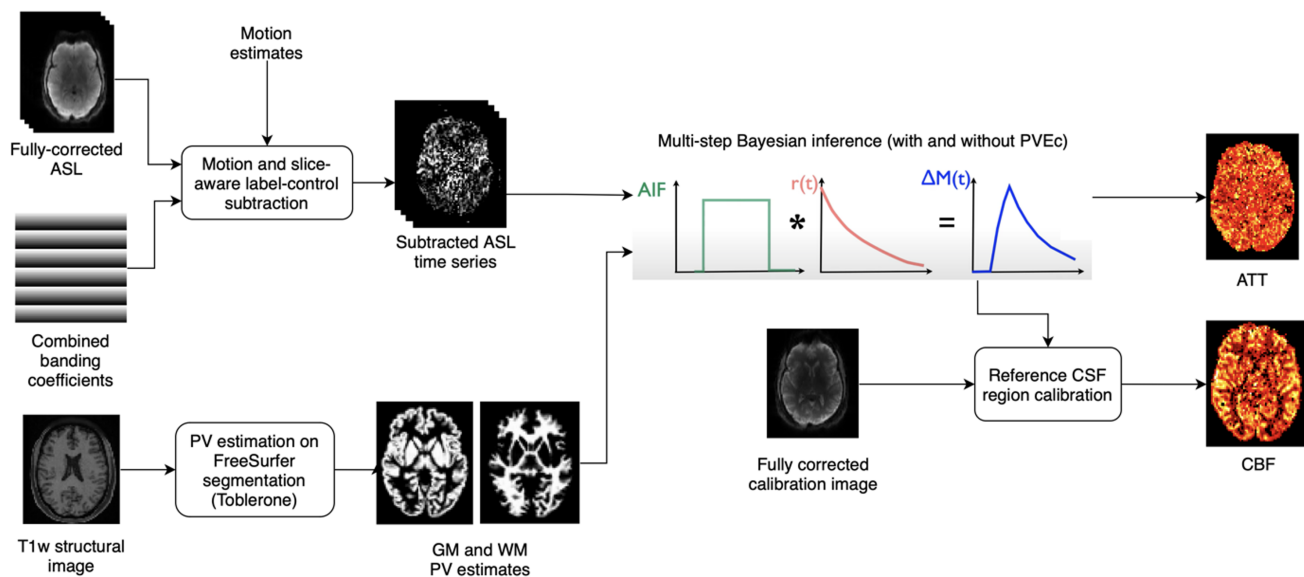 Motion
estimates
Fully-corrected
ASL
Motion and slice-
aware label-control
subtraction
Subtracted ASL
time series
Combined
banding
coefficients
Multi-step Bayesian inference (with and without PVEc)
AIF
*
r(t)
=
ΔM(t)
ATT
Reference CSF
region calibration
Fully corrected
calibration image
CBF
PV estimation on
FreeSurfer
segmentation
(Toblerone)
T1w structural
image
GM and WM
PV estimates